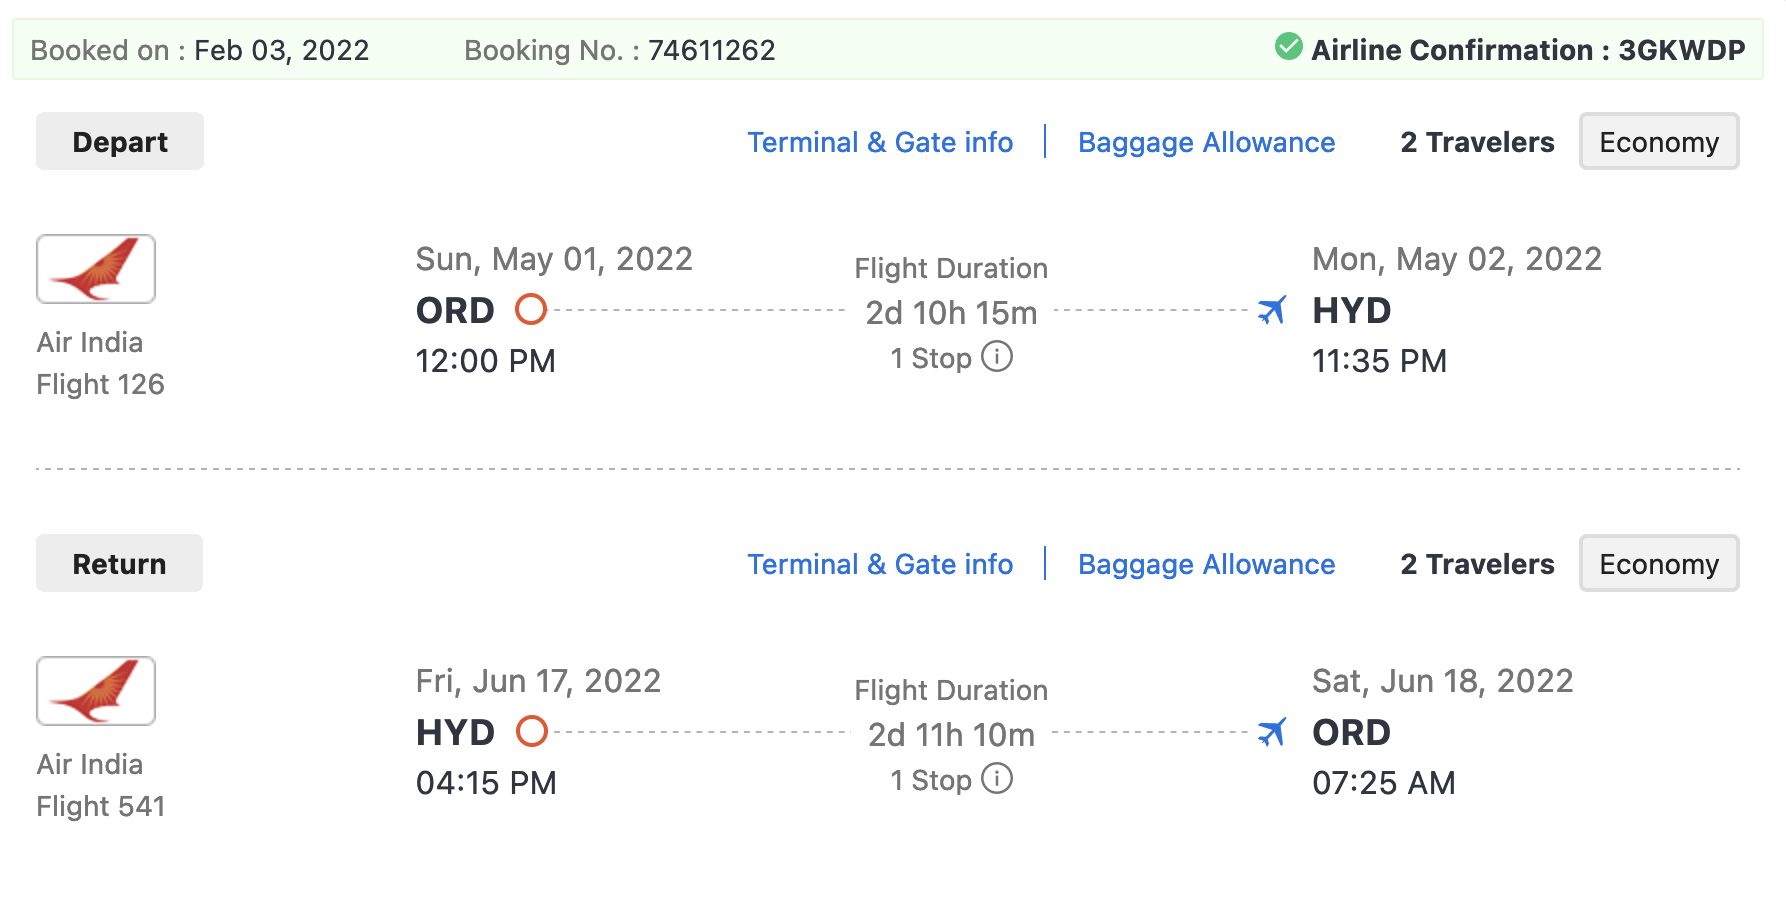 Booked on : Feb 03, 2022 Booking No. : 74611262 Airline Confirmation : 3GKWDP
Depart Terminal & Gate info | Baggage Allowance 2 Travelers Economy
Air India
Flight 126
Sun, May 01, 2022
ORD
12:00 PM
Flight Duration
2d 10h 15m
1 Stop
Mon, May 02, 2022
HYD
11:35 PM
Return Terminal & Gate info | Baggage Allowance 2 Travelers Economy
Air India
Flight 541
Fri, Jun 17, 2022
HYD
04:15 PM
Flight Duration
2d 11h 10m
1 Stop
Sat, Jun 18, 2022
ORD
07:25 AM